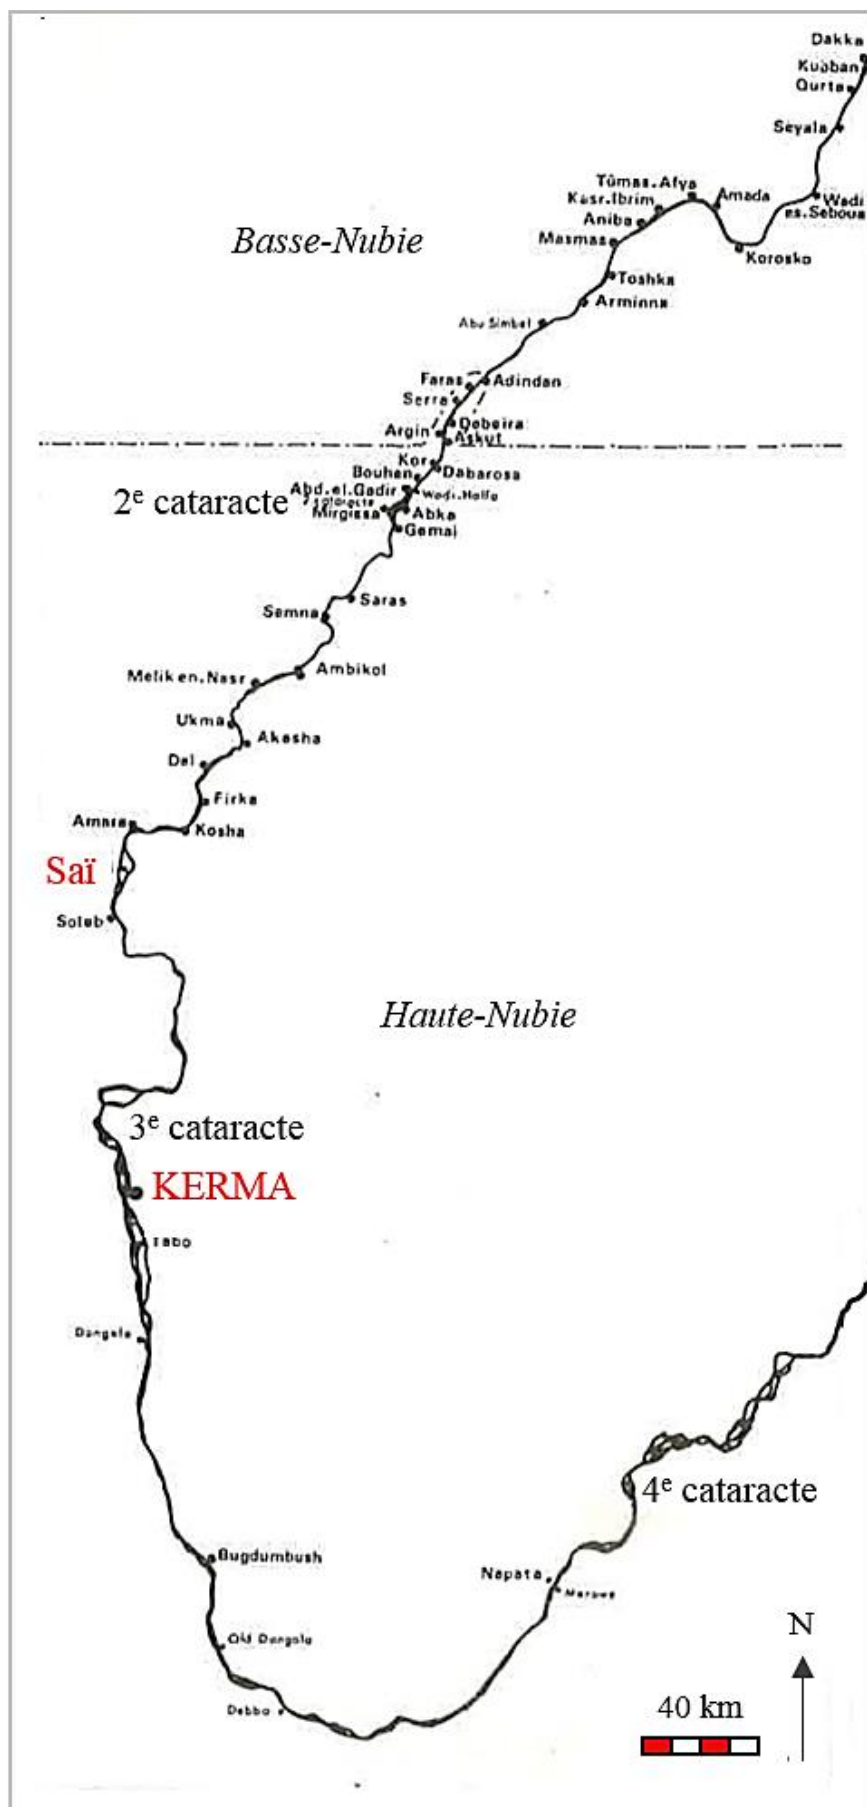 Dakka
Kubban
Qurta
Seyala
Wadi
es.Seboua
Tûmas.Afya
Kasr.Ibrim
Amada
Aniba
Masmas
Korosko
Basse-Nubie
Toshka
Arminna
Abu Simbel
Faras
Adindan
Serra
Debeira
Argin
Askut
Kor
Dabarosa
Bouhen
Abd.el.Gadir
Wadi.Halfa
2e cataracte
Mirgissa
Abka
Gemai
Saras
Semna
Ambikol
Melik en.Nasr
Ukma
Akasha
Dal
Firka
Amara
Kosha
Saï
Soleb
Haute-Nubie
3e cataracte
KERMA
Tabo
Dongola
4e cataracte
Bugdumbush
Napata
Merowe
Old Dongola
Debba
N
40 km